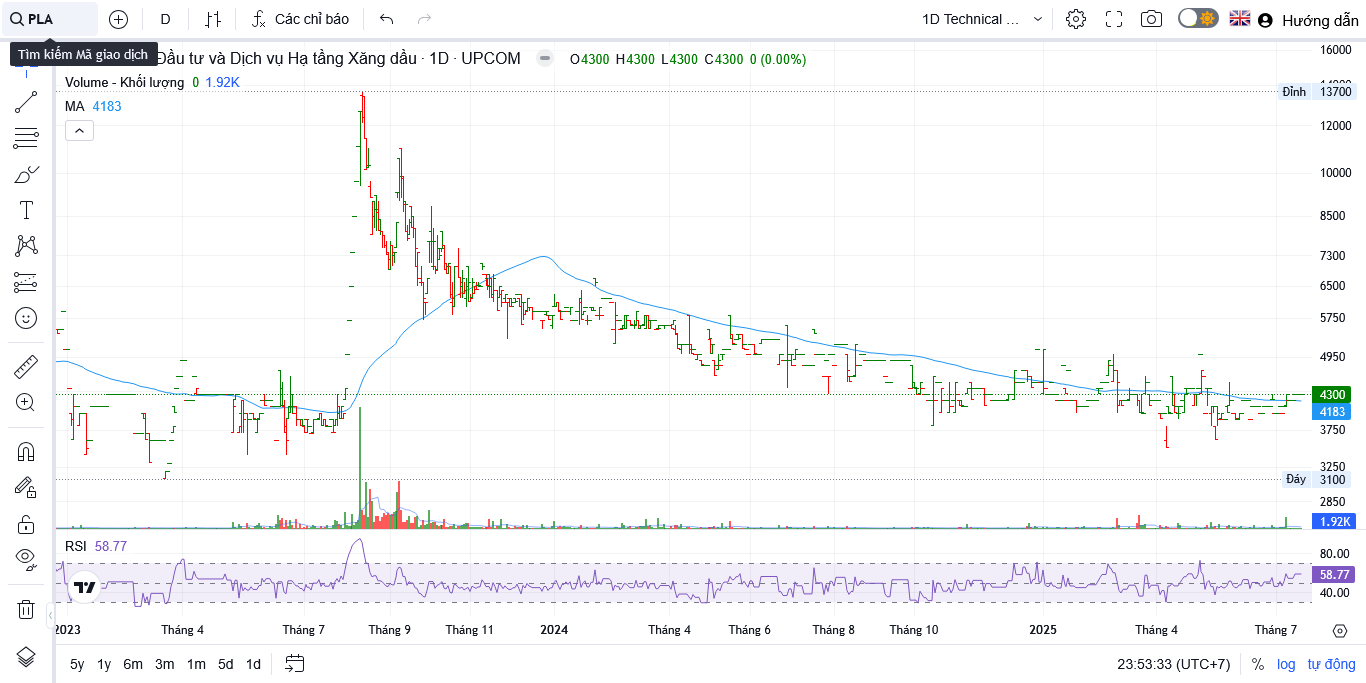 PLA
D
Các chỉ báo
1D Technical ...
Hướng dẫn
Tìm kiếm Mã giao dịch
Đầu tư và Dịch vụ Hạ tầng Xăng dầu · 1D · UPCOM
O4300 H4300 L4300 C4300 0 (0.00%)
Volume - Khối lượng 0 1.92K
MA 4183
16000
14000
Đỉnh 13700
12000
10000
8500
7300
6500
5750
4950
4300
4183
3750
3250
Đáy 3100
2850
1.92K
RSI 58.77
80.00
58.77
40.00
2023 Tháng 4 Tháng 7 Tháng 9 Tháng 11 2024 Tháng 4 Tháng 6 Tháng 8 Tháng 10 2025 Tháng 4 Tháng 7
5y 1y 6m 3m 1m 5d 1d
23:53:33 (UTC+7) % log tự động